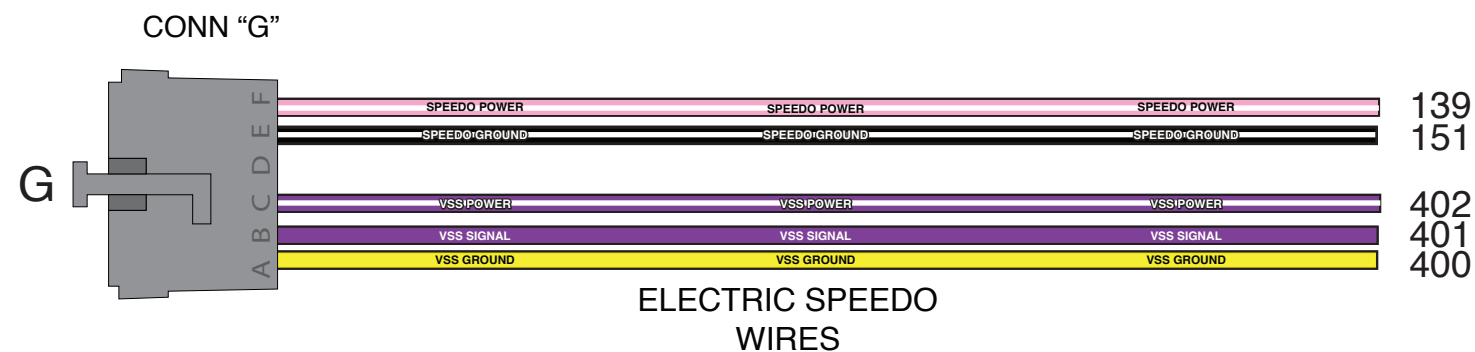 CONN “G”
F SPEEDO POWER SPEEDO POWER SPEEDO POWER 139
E SPEEDO GROUND SPEEDO GROUND SPEEDO GROUND 151
D
G
C VSS POWER VSS POWER VSS POWER 402
B VSS SIGNAL VSS SIGNAL VSS SIGNAL 401
A VSS GROUND VSS GROUND VSS GROUND 400
ELECTRIC SPEEDO
WIRES